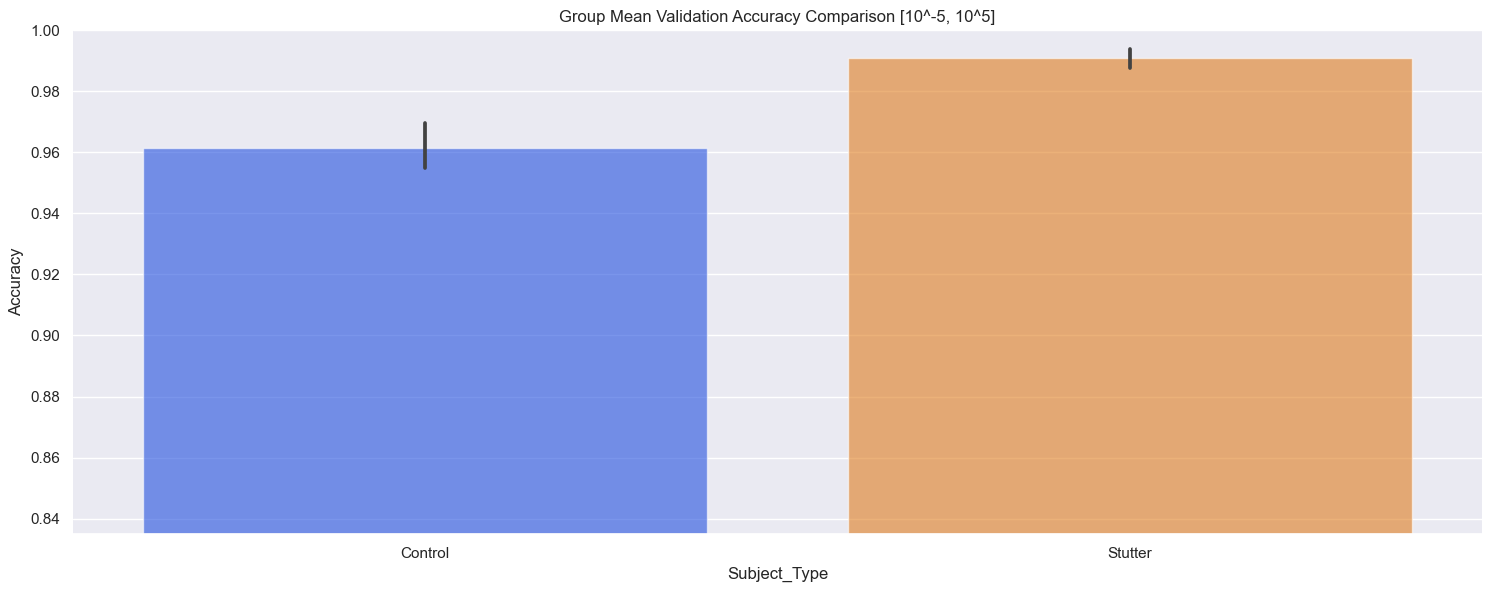 Group Mean Validation Accuracy Comparison [10^-5, 10^5]
1.00
0.98
0.96
0.94
0.92
0.90
0.88
0.86
0.84
Accuracy
Control
Stutter
Subject_Type